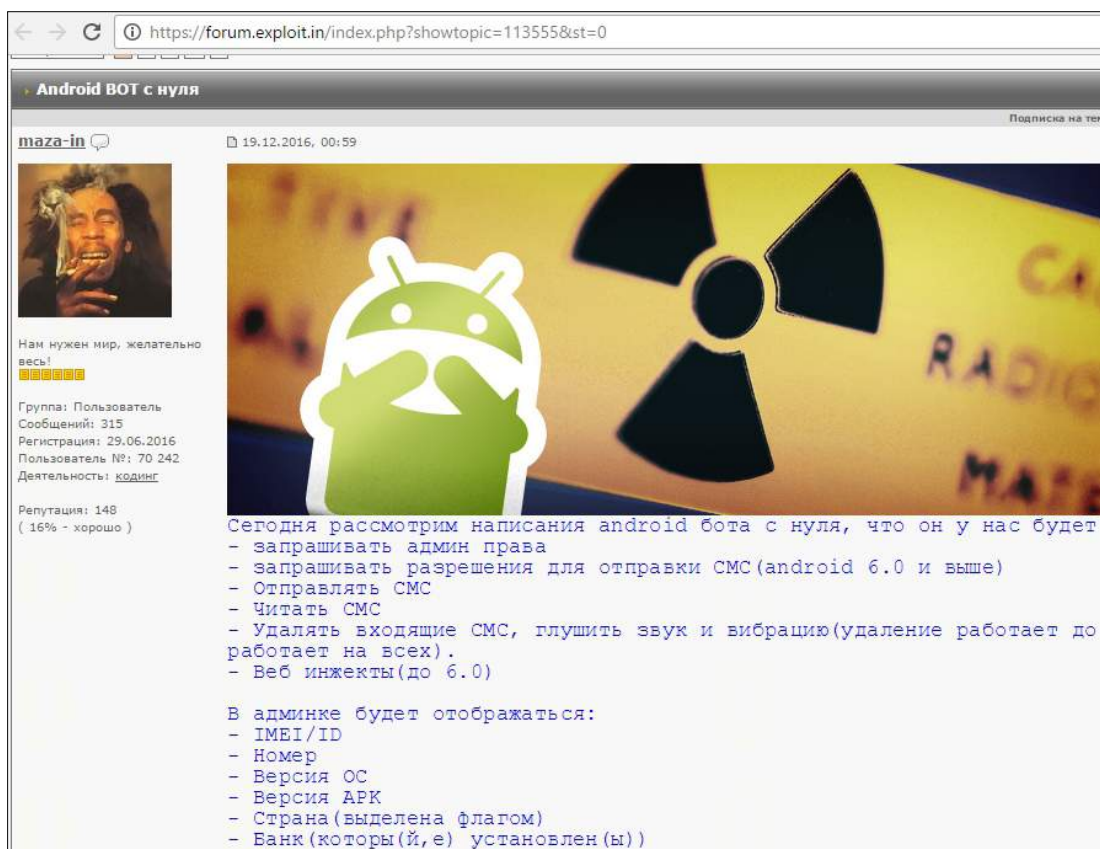 https://forum.exploit.in/index.php?showtopic=113555&st=0
Android BOT с нуля
Подписка на тем
maza-in
19.12.2016, 00:59
RADIO
Нам нужен мир, желательно
весь!
Группа: Пользователь
Сообщений: 315
Регистрация: 29.06.2016
Пользователь №: 70 242
Деятельность: кодинг
Репутация: 148
( 16% - хорошо )
Сегодня рассмотрим написания android бота с нуля, что он у нас будет
- запрашивать админ права
- запрашивать разрешения для отправки СМС(android 6.0 и выше)
- Отправлять СМС
- Читать СМС
- Удалять входящие СМС, глушить звук и вибрацию(удаление работает до
работает на всех).
- Веб инжекты(до 6.0)
В админке будет отображаться:
- IMEI/ID
- Номер
- Версия ОС
- Версия APK
- Страна(выделена флагом)
- Банк(которы(й,е) установлен(ы))